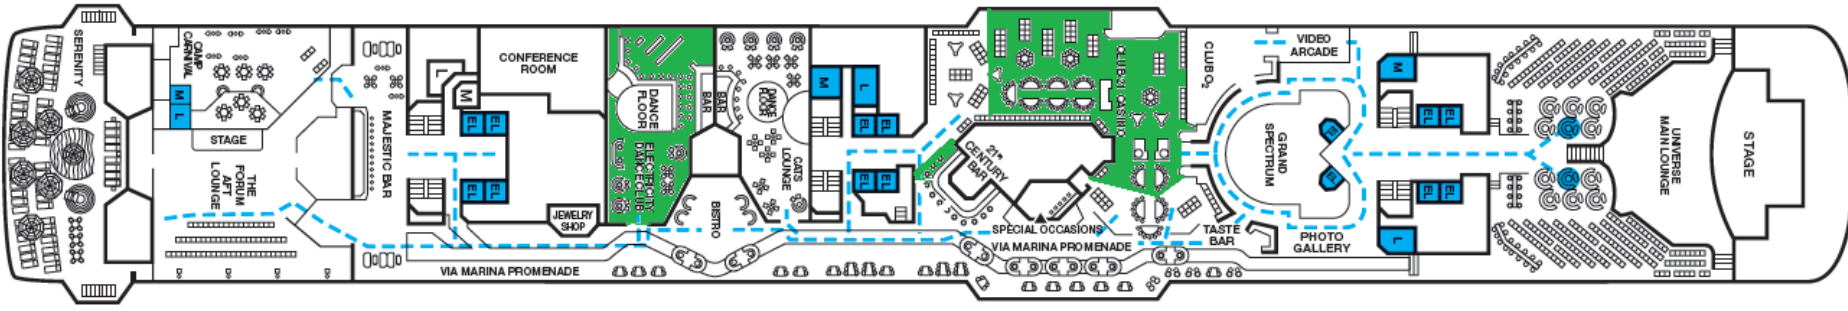 SERENITY
CAMP
CARNIVAL
M
L
STAGE
THE
FORUM
AFT
LOUNGE
MAJESTIC BAR
L
M
EL
EL
EL
EL
CONFERENCE
ROOM
JEWELRY
SHOP
VIA MARINA PROMENADE
DANCE
FLOOR
ELECTRICITY
DANCE CLUB
BAR
BAR
BISTRO
DANCE
FLOOR
CATS
LOUNGE
M
L
EL
EL
EL
EL
21st
CENTURY
BAR
CLUB 21 CASINO
SPECIAL OCCASIONS
VIA MARINA PROMENADE
CLUB O2
TASTE
BAR
VIDEO
ARCADE
GRAND
SPECTRUM
EL
EL
PHOTO
GALLERY
M
EL
EL
EL
EL
L
UNIVERSE
MAIN LOUNGE
STAGE